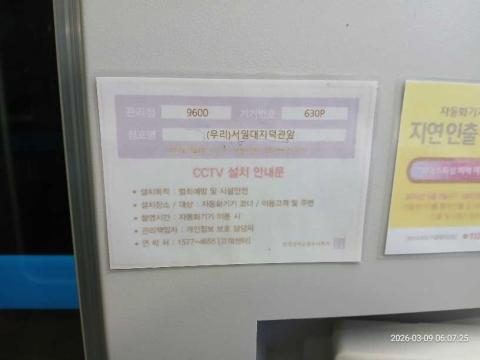 관리점 9600 기기번호 630P
점포명 (우리)서일대지덕관앞
CCTV 설치 안내문
• 설치목적 : 범죄예방 및 시설안전
• 설치장소 / 대상 : 자동화기기 코너 / 이용고객 및 주변
• 촬영시간 : 자동화기기 이용 시
• 관리책임자 : 개인정보 보호 담당자
• 연 락 처 : 1577-4655 (고객센터)
자동화기기
지연인출
2026-03-09 06:07:25